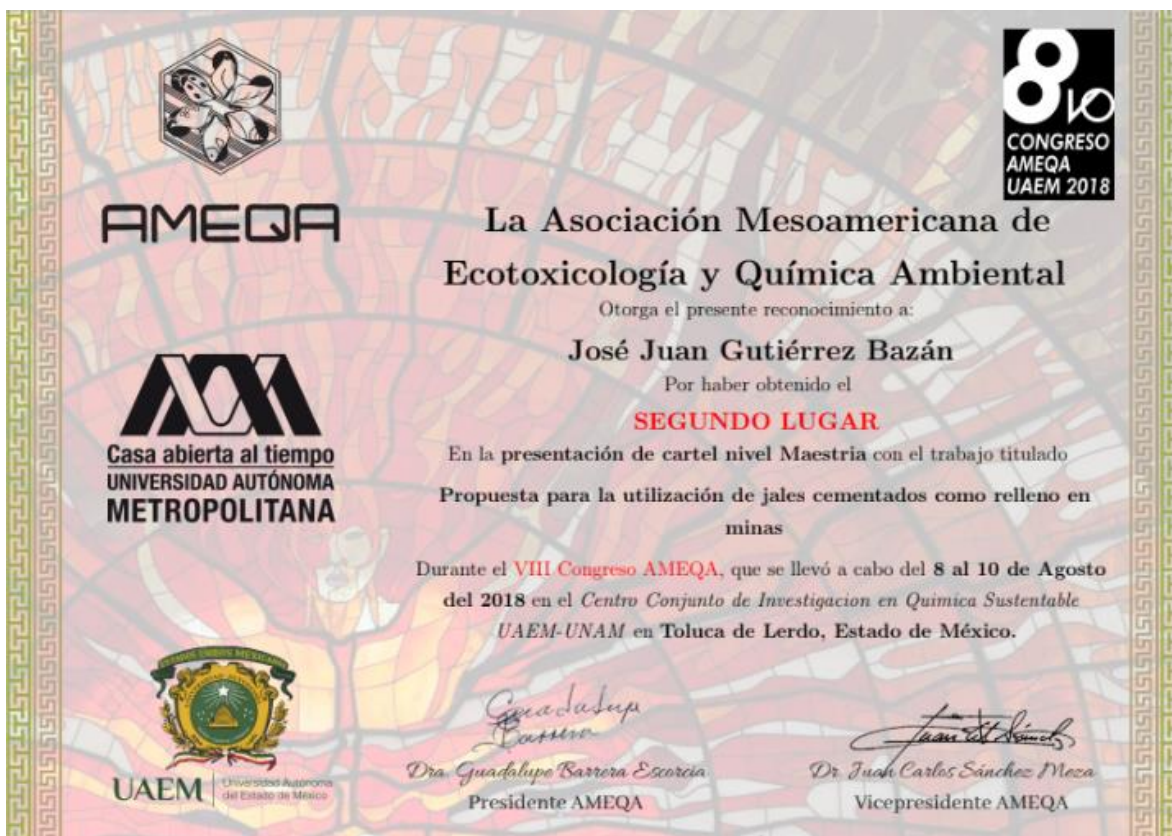 8vo
CONGRESO
AMEQA
UAEM 2018
AMEQA
La Asociación Mesoamericana de
Ecotoxicología y Química Ambiental
Otorga el presente reconocimiento a:
José Juan Gutiérrez Bazán
Por haber obtenido el
SEGUNDO LUGAR
En la presentación de cartel nivel Maestria con el trabajo titulado
Propuesta para la utilización de jales cementados como relleno en
minas
Durante el VIII Congreso AMEQA, que se llevó a cabo del 8 al 10 de Agosto
del 2018 en el Centro Conjunto de Investigacion en Quimica Sustentable
UAEM-UNAM en Toluca de Lerdo, Estado de México.
Casa abierta al tiempo
UNIVERSIDAD AUTÓNOMA
METROPOLITANA
ESTADOS UNIDOS MEXICANOS
UAEM
Universidad Autónoma
del Estado de México
Guadalupe
Barrera
Dra. Guadalupe Barrera Escorcia
Presidente AMEQA
Dr. Juan Carlos Sánchez Meza
Vicepresidente AMEQA